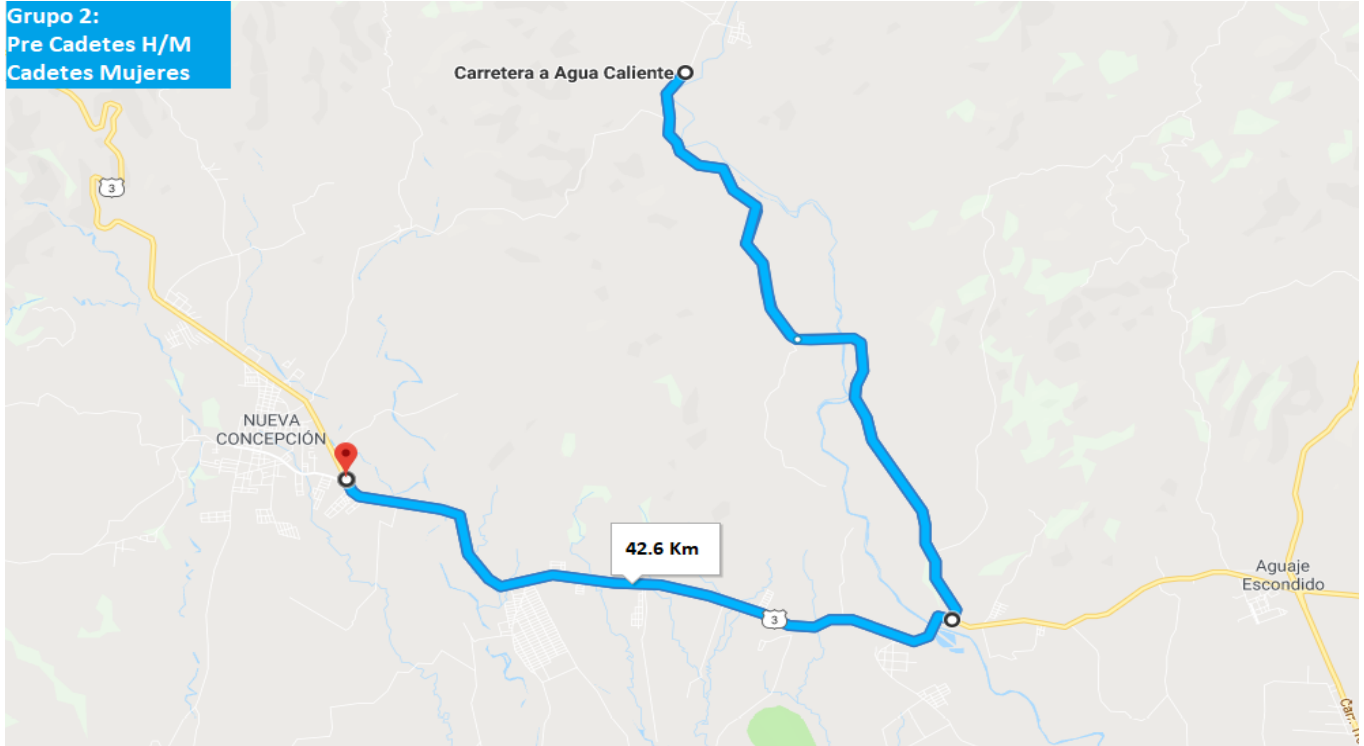 Grupo 2:
Pre Cadetes H/M
Cadetes Mujeres
Carretera a Agua Caliente
3
NUEVA
CONCEPCIÓN
42.6 Km
3
Aguaje
Escondido